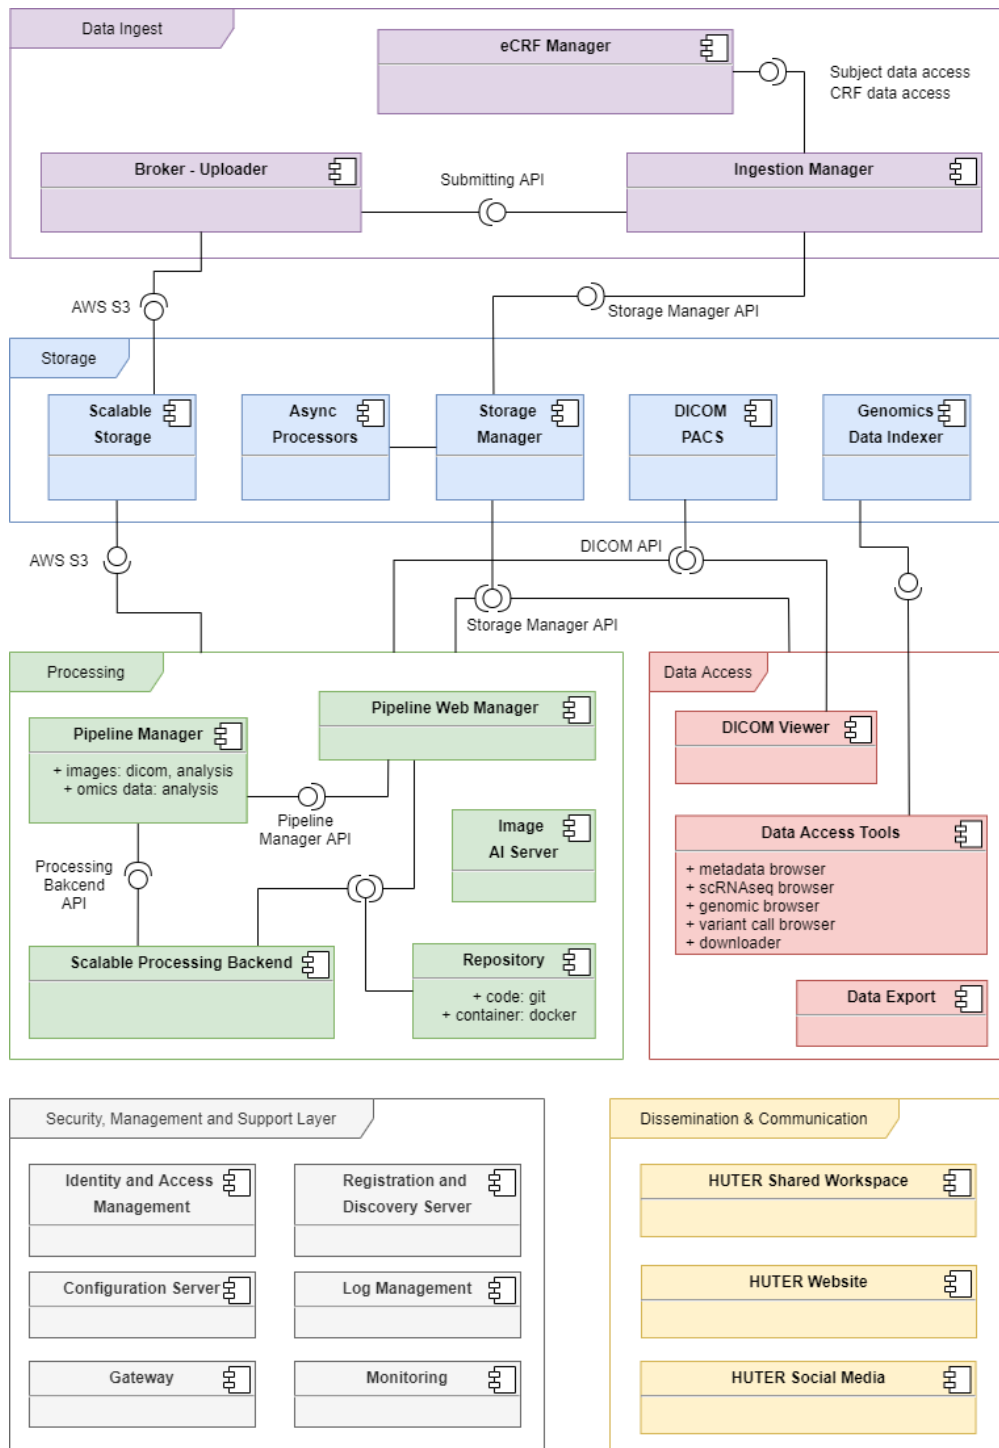 Data Ingest
eCRF Manager
Subject data access
CRF data access
Broker - Uploader
Submitting API
Ingestion Manager
AWS S3
Storage Manager API
Storage
Scalable
Storage
Async
Processors
Storage
Manager
DICOM
PACS
Genomics
Data Indexer
AWS S3
DICOM API
Storage Manager API
Processing
Pipeline Manager
+ images: dicom, analysis
+ omics data: analysis
Pipeline Web Manager
Pipeline
Manager API
Image
AI Server
Processing
Bakcend
API
Scalable Processing Backend
Repository
+ code: git
+ container: docker
Data Access
DICOM Viewer
Data Access Tools
+ metadata browser
+ scRNAseq browser
+ genomic browser
+ variant call browser
+ downloader
Data Export
Security, Management and Support Layer
Identity and Access
Management
Registration and
Discovery Server
Configuration Server
Log Management
Gateway
Monitoring
Dissemination & Communication
HUTER Shared Workspace
HUTER Website
HUTER Social Media